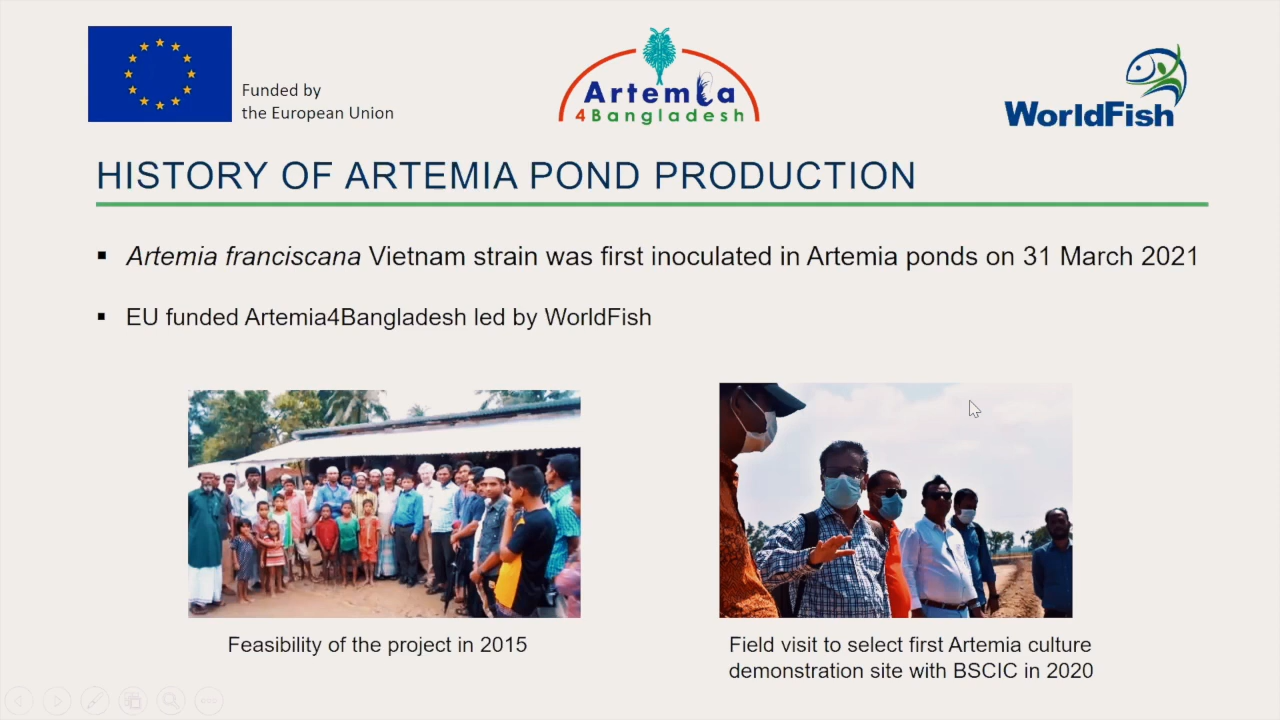 Funded by
the European Union
Artemia
4Bangladesh
WorldFish
HISTORY OF ARTEMIA POND PRODUCTION
▪ Artemia franciscana Vietnam strain was first inoculated in Artemia ponds on 31 March 2021
▪ EU funded Artemia4Bangladesh led by WorldFish
Feasibility of the project in 2015
Field visit to select first Artemia culture
demonstration site with BSCIC in 2020